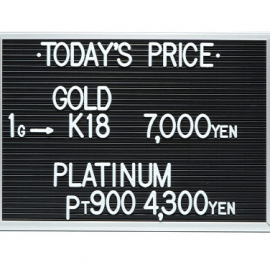 ·TODAY'S PRICE·
GOLD
1G→ K18 7,000YEN
PLATINUM
PT900 4,300YEN